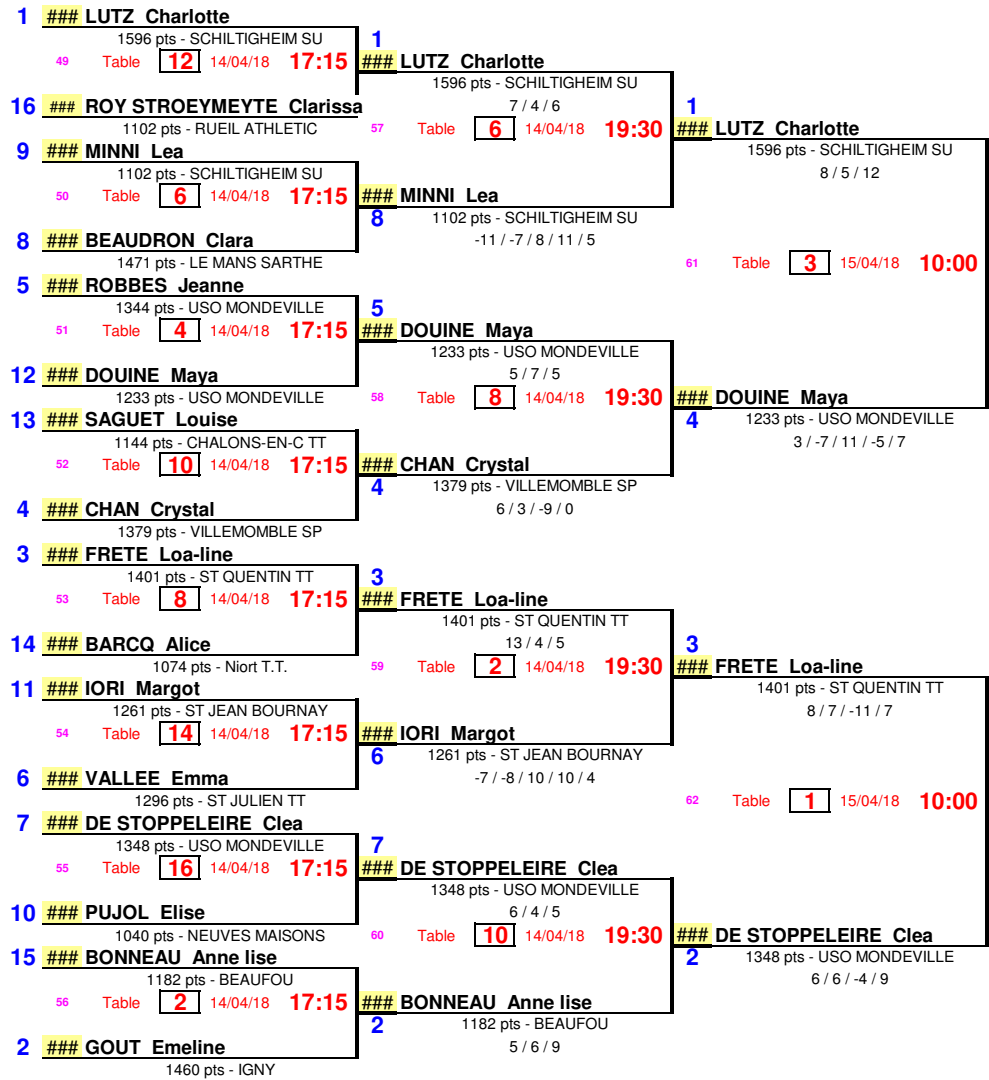 1 ### LUTZ Charlotte
1596 pts - SCHILTIGHEIM SU
1
49 Table 12 14/04/18 17:15 ### LUTZ Charlotte
1596 pts - SCHILTIGHEIM SU
16 ### ROY STROEYMEYTE Clarissa 7 / 4 / 6 1
1102 pts - RUEIL ATHLETIC 57 Table 6 14/04/18 19:30 ### LUTZ Charlotte
9 ### MINNI Lea 1596 pts - SCHILTIGHEIM SU
1102 pts - SCHILTIGHEIM SU 8 / 5 / 12
50 Table 6 14/04/18 17:15 ### MINNI Lea
8 1102 pts - SCHILTIGHEIM SU
8 ### BEAUDRON Clara -11 / -7 / 8 / 11 / 5
1471 pts - LE MANS SARTHE 61 Table 3 15/04/18 10:00
5 ### ROBBES Jeanne
1344 pts - USO MONDEVILLE 5
51 Table 4 14/04/18 17:15 ### DOUINE Maya
1233 pts - USO MONDEVILLE
12 ### DOUINE Maya 5 / 7 / 5
1233 pts - USO MONDEVILLE 58 Table 8 14/04/18 19:30 ### DOUINE Maya
13 ### SAGUET Louise 4 1233 pts - USO MONDEVILLE
1144 pts - CHALONS-EN-C TT 3 / -7 / 11 / -5 / 7
52 Table 10 14/04/18 17:15 ### CHAN Crystal
4 1379 pts - VILLEMOMBLE SP
4 ### CHAN Crystal 6 / 3 / -9 / 0
1379 pts - VILLEMOMBLE SP
3 ### FRETE Loa-line
1401 pts - ST QUENTIN TT 3
53 Table 8 14/04/18 17:15 ### FRETE Loa-line
1401 pts - ST QUENTIN TT
14 ### BARCQ Alice 13 / 4 / 5 3
1074 pts - Niort T.T. 59 Table 2 14/04/18 19:30 ### FRETE Loa-line
11 ### IORI Margot 1401 pts - ST QUENTIN TT
1261 pts - ST JEAN BOURNAY 8 / 7 / -11 / 7
54 Table 14 14/04/18 17:15 ### IORI Margot
6 1261 pts - ST JEAN BOURNAY
6 ### VALLEE Emma -7 / -8 / 10 / 10 / 4
1296 pts - ST JULIEN TT 62 Table 1 15/04/18 10:00
7 ### DE STOPPELEIRE Clea
1348 pts - USO MONDEVILLE 7
55 Table 16 14/04/18 17:15 ### DE STOPPELEIRE Clea
1348 pts - USO MONDEVILLE
10 ### PUJOL Elise 6 / 4 / 5
1040 pts - NEUVES MAISONS 60 Table 10 14/04/18 19:30 ### DE STOPPELEIRE Clea
15 ### BONNEAU Anne lise 2 1348 pts - USO MONDEVILLE
1182 pts - BEAUFOU 6 / 6 / -4 / 9
56 Table 2 14/04/18 17:15 ### BONNEAU Anne lise
2 1182 pts - BEAUFOU
2 ### GOUT Emeline 5 / 6 / 9
1460 pts - IGNY